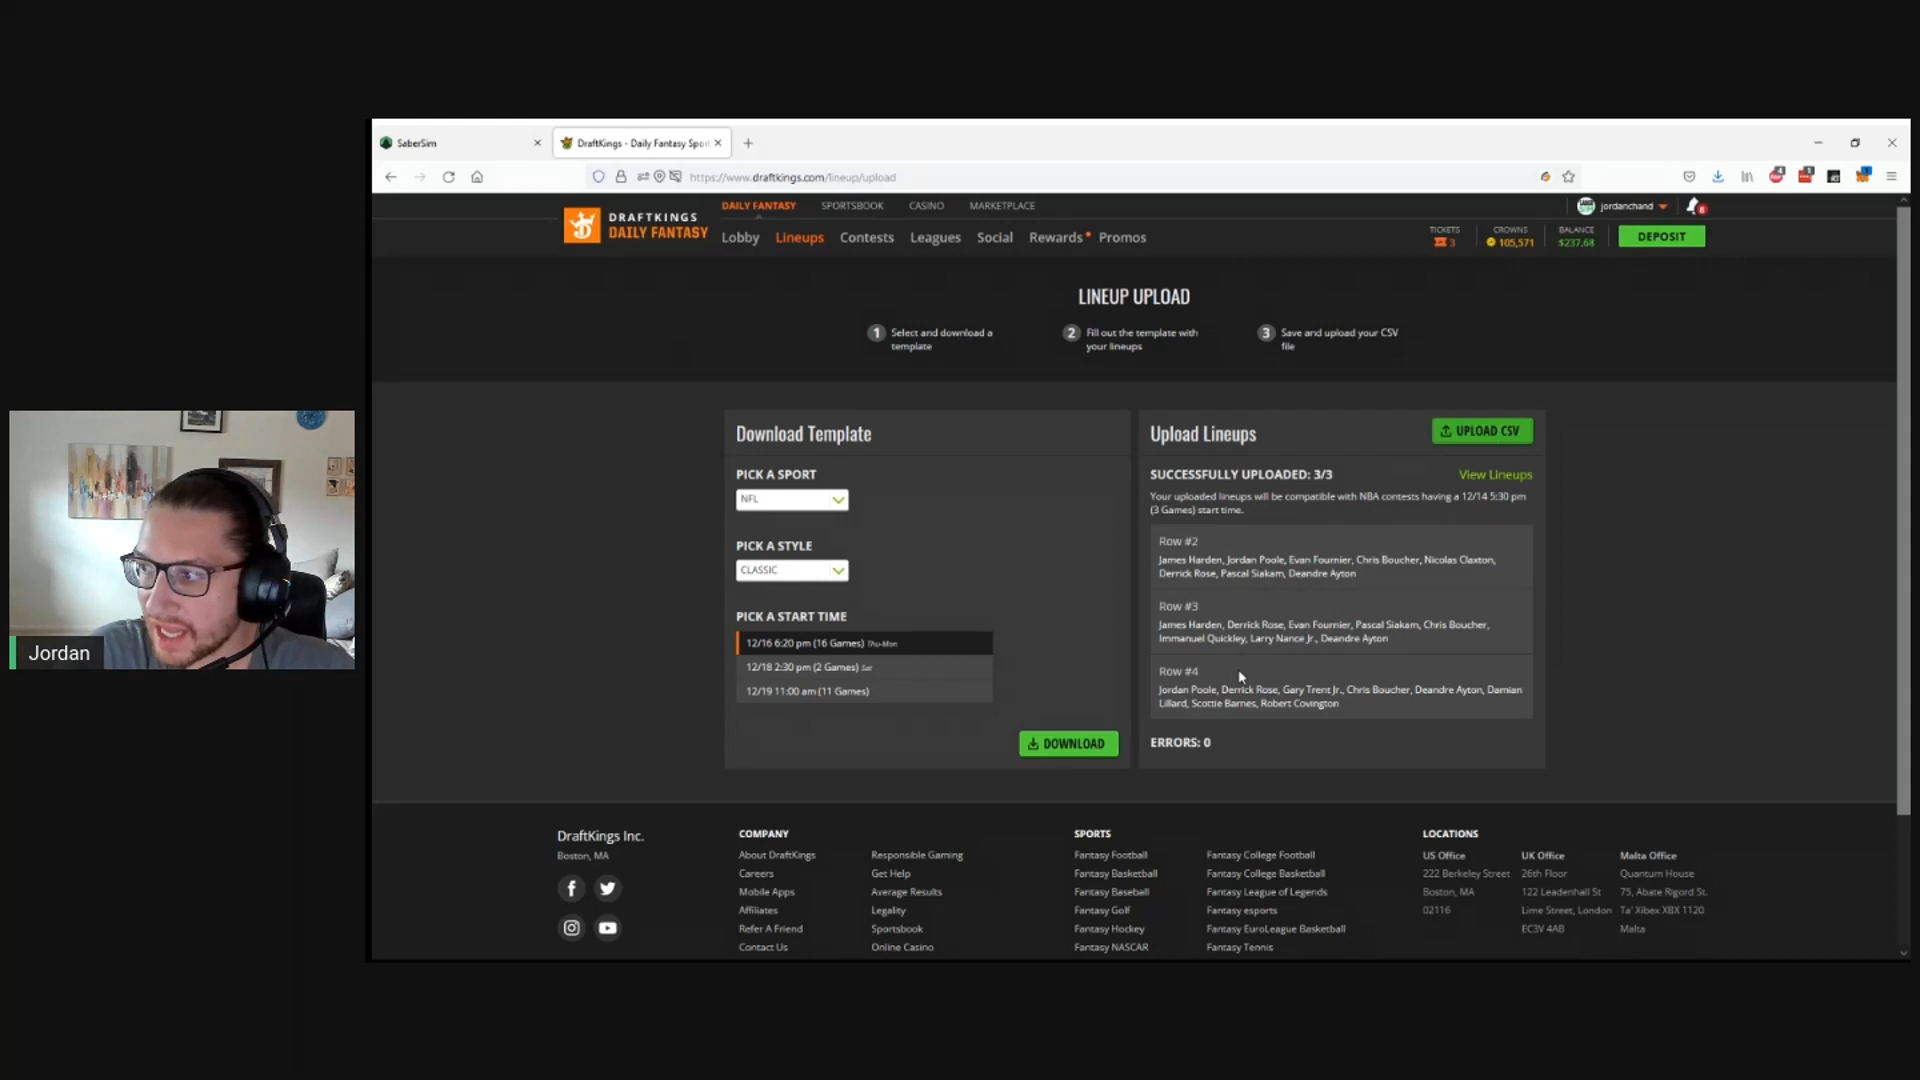 SaberSim
DraftKings - Daily Fantasy Sport
https://www.draftkings.com/lineup/upload
DRAFTKINGS
DAILY FANTASY
DAILY FANTASY SPORTSBOOK CASINO MARKETPLACE
jordanchand
Lobby Lineups Contests Leagues Social Rewards Promos
TICKETS
3
CROWNS
105,571
BALANCE
$237.68
DEPOSIT
LINEUP UPLOAD
1 Select and download a
template
2 Fill out the template with
your lineups
3 Save and upload your CSV
file
Download Template
PICK A SPORT
NFL
PICK A STYLE
CLASSIC
PICK A START TIME
12/16 6:20 pm (16 Games) Thu-Mon
12/18 2:30 pm (2 Games) Sat
12/19 11:00 am (11 Games)
DOWNLOAD
Upload Lineups
UPLOAD CSV
SUCCESSFULLY UPLOADED: 3/3
View Lineups
Your uploaded lineups will be compatible with NBA contests having a 12/14 5:30 pm
(3 Games) start time.
Row #2
James Harden, Jordan Poole, Evan Fournier, Chris Boucher, Nicolas Claxton,
Derrick Rose, Pascal Siakam, Deandre Ayton
Row #3
James Harden, Derrick Rose, Evan Fournier, Pascal Siakam, Chris Boucher,
Immanuel Quickley, Larry Nance Jr., Deandre Ayton
Row #4
Jordan Poole, Derrick Rose, Gary Trent Jr., Chris Boucher, Deandre Ayton, Damian
Lillard, Scottie Barnes, Robert Covington
ERRORS: 0
Jordan
DraftKings Inc.
Boston, MA
COMPANY
About DraftKings
Careers
Mobile Apps
Affiliates
Refer A Friend
Contact Us
Responsible Gaming
Get Help
Average Results
Legality
Sportsbook
Online Casino
SPORTS
Fantasy Football
Fantasy Basketball
Fantasy Baseball
Fantasy Golf
Fantasy Hockey
Fantasy NASCAR
Fantasy College Football
Fantasy College Basketball
Fantasy League of Legends
Fantasy esports
Fantasy EuroLeague Basketball
Fantasy Tennis
LOCATIONS
US Office
222 Berkeley Street
Boston, MA
02116
UK Office
26th Floor
122 Leadenhall St
Lime Street, London
EC3V 4AB
Malta Office
Quantum House
75, Abate Rigord St.
Ta' Xibex XBX 1120
Malta